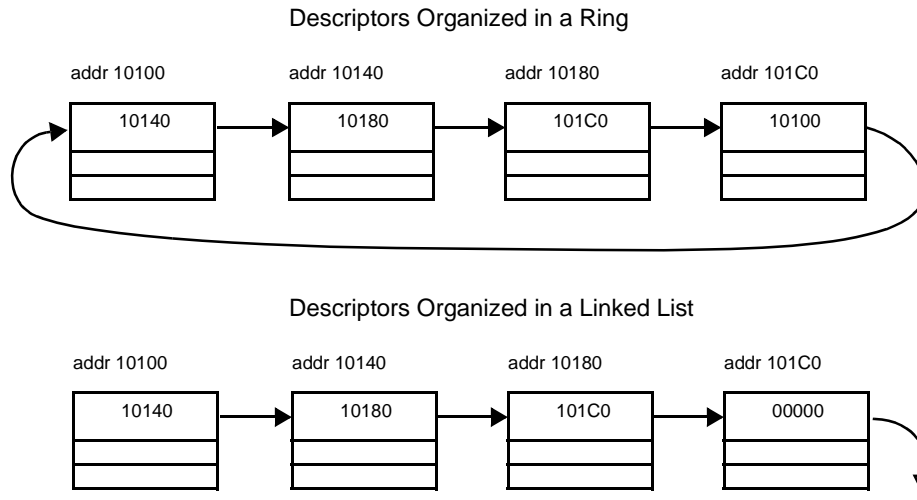 Descriptors Organized in a Ring
addr 10100 addr 10140 addr 10180 addr 101C0
10140 10180 101C0 10100
Descriptors Organized in a Linked List
addr 10100 addr 10140 addr 10180 addr 101C0
10140 10180 101C0 00000